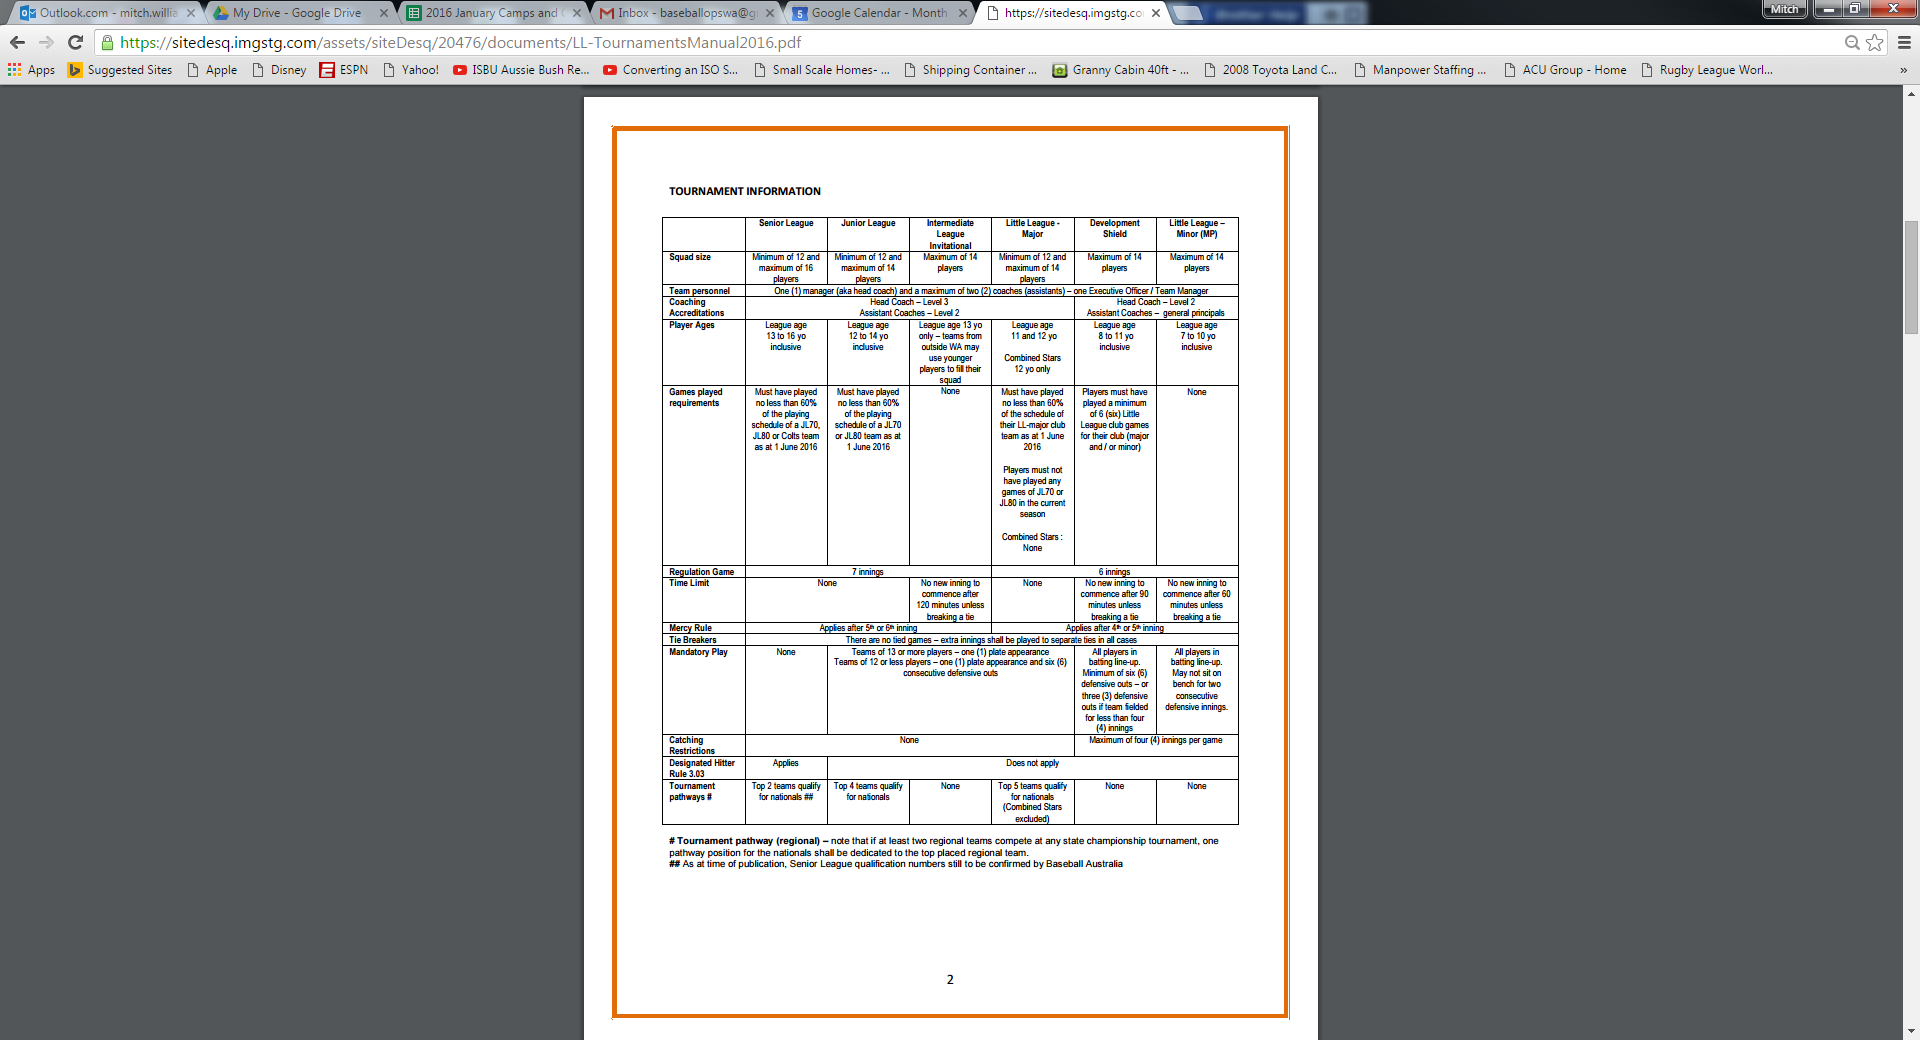 Outlook.com - mitch.willia
My Drive - Google Drive
2016 January Camps and
Inbox - baseballopswa@g
Google Calendar - Month
https://sitedesq.imgstg.co
Mitch
https://sitedesq.imgstg.com/assets/siteDesq/20476/documents/LL-TournamentsManual2016.pdf
Apps
Suggested Sites
Apple
Disney
ESPN
Yahoo!
ISBU Aussie Bush Re...
Converting an ISO S...
Small Scale Homes- ...
Shipping Container ...
Granny Cabin 40ft - ...
2008 Toyota Land C...
Manpower Staffing ...
ACU Group - Home
Rugby League Worl...
»
TOURNAMENT INFORMATION
Senior League
Junior League
Intermediate
League
Invitational
Little League -
Major
Development
Shield
Little League –
Minor (MP)
Squad size
Minimum of 12 and
maximum of 16
players
Minimum of 12 and
maximum of 14
players
Maximum of 14
players
Minimum of 12 and
maximum of 14
players
Maximum of 14
players
Maximum of 14
players
Team personnel
One (1) manager (aka head coach) and a maximum of two (2) coaches (assistants) – one Executive Officer / Team Manager
Coaching
Accreditations
Head Coach – Level 3
Assistant Coaches – Level 2
Head Coach – Level 2
Assistant Coaches – general principals
Player Ages
League age
13 to 16 yo
inclusive
League age
12 to 14 yo
inclusive
League age 13 yo
only – teams from
outside WA may
use younger
players to fill their
squad
League age
11 and 12 yo
Combined Stars
12 yo only
League age
8 to 11 yo
inclusive
League age
7 to 10 yo
inclusive
Games played
requirements
Must have played
no less than 60%
of the playing
schedule of a JL70,
JL80 or Colts team
as at 1 June 2016
Must have played
no less than 60%
of the playing
schedule of a JL70
or JL80 team as at
1 June 2016
None
Must have played
no less than 60%
of the schedule of
their LL-major club
team as at 1 June
2016
Players must not
have played any
games of JL70 or
JL80 in the current
season
Combined Stars :
None
Players must have
played a minimum
of 6 (six) Little
League club games
for their club (major
and / or minor)
None
Regulation Game
7 innings
6 innings
Time Limit
None
No new inning to
commence after
120 minutes unless
breaking a tie
None
No new inning to
commence after 90
minutes unless
breaking a tie
No new inning to
commence after 60
minutes unless
breaking a tie
Mercy Rule
Applies after 5th or 6th inning
Applies after 4th or 5th inning
Tie Breakers
There are no tied games – extra innings shall be played to separate ties in all cases
Mandatory Play
None
Teams of 13 or more players – one (1) plate appearance
Teams of 12 or less players – one (1) plate appearance and six (6)
consecutive defensive outs
All players in
batting line-up.
Minimum of six (6)
defensive outs – or
three (3) defensive
outs if team fielded
for less than four
(4) innings
All players in
batting line-up.
May not sit on
bench for two
consecutive
defensive innings.
Catching
Restrictions
None
Maximum of four (4) innings per game
Designated Hitter
Rule 3.03
Applies
Does not apply
Tournament
pathways #
Top 2 teams qualify
for nationals ##
Top 4 teams qualify
for nationals
None
Top 5 teams qualify
for nationals
(Combined Stars
excluded)
None
None
# Tournament pathway (regional) – note that if at least two regional teams compete at any state championship tournament, one
pathway position for the nationals shall be dedicated to the top placed regional team.
## As at time of publication, Senior League qualification numbers still to be confirmed by Baseball Australia
2